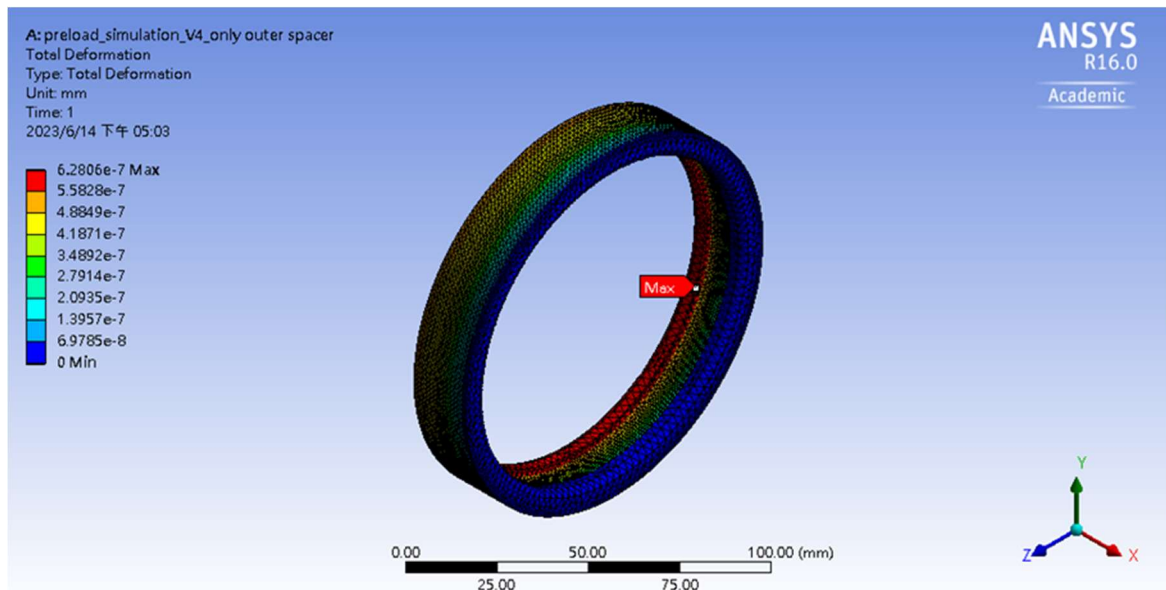 A: preload_simulation_V4_only outer spacer
Total Deformation
Type: Total Deformation
Unit: mm
Time: 1
2023/6/14 下午 05:03
6.2806e-7 Max
5.5828e-7
4.8849e-7
4.1871e-7
3.4892e-7
2.7914e-7
2.0935e-7
1.3957e-7
6.9785e-8
0 Min
ANSYS
R16.0
Academic
Max
0.00 50.00 100.00 (mm)
25.00 75.00
Y
Z X